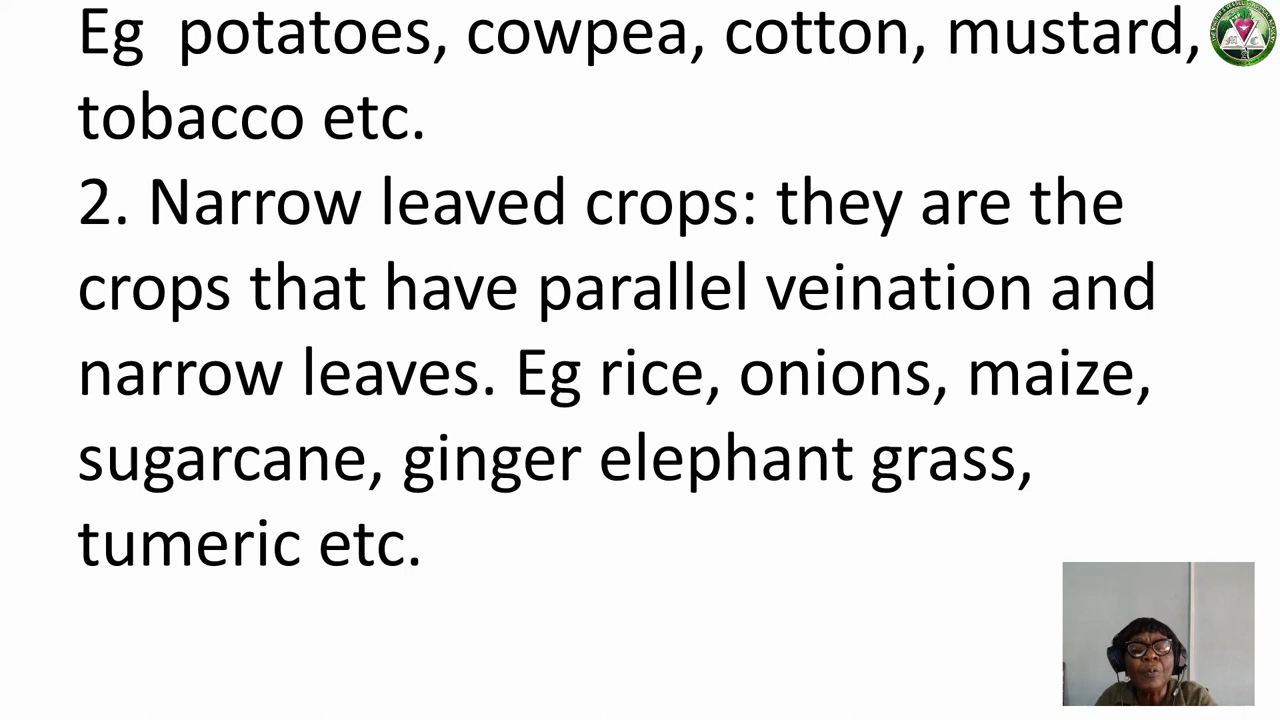 Eg potatoes, cowpea, cotton, mustard,
tobacco etc.
2. Narrow leaved crops: they are the
crops that have parallel veination and
narrow leaves. Eg rice, onions, maize,
sugarcane, ginger elephant grass,
tumeric etc.